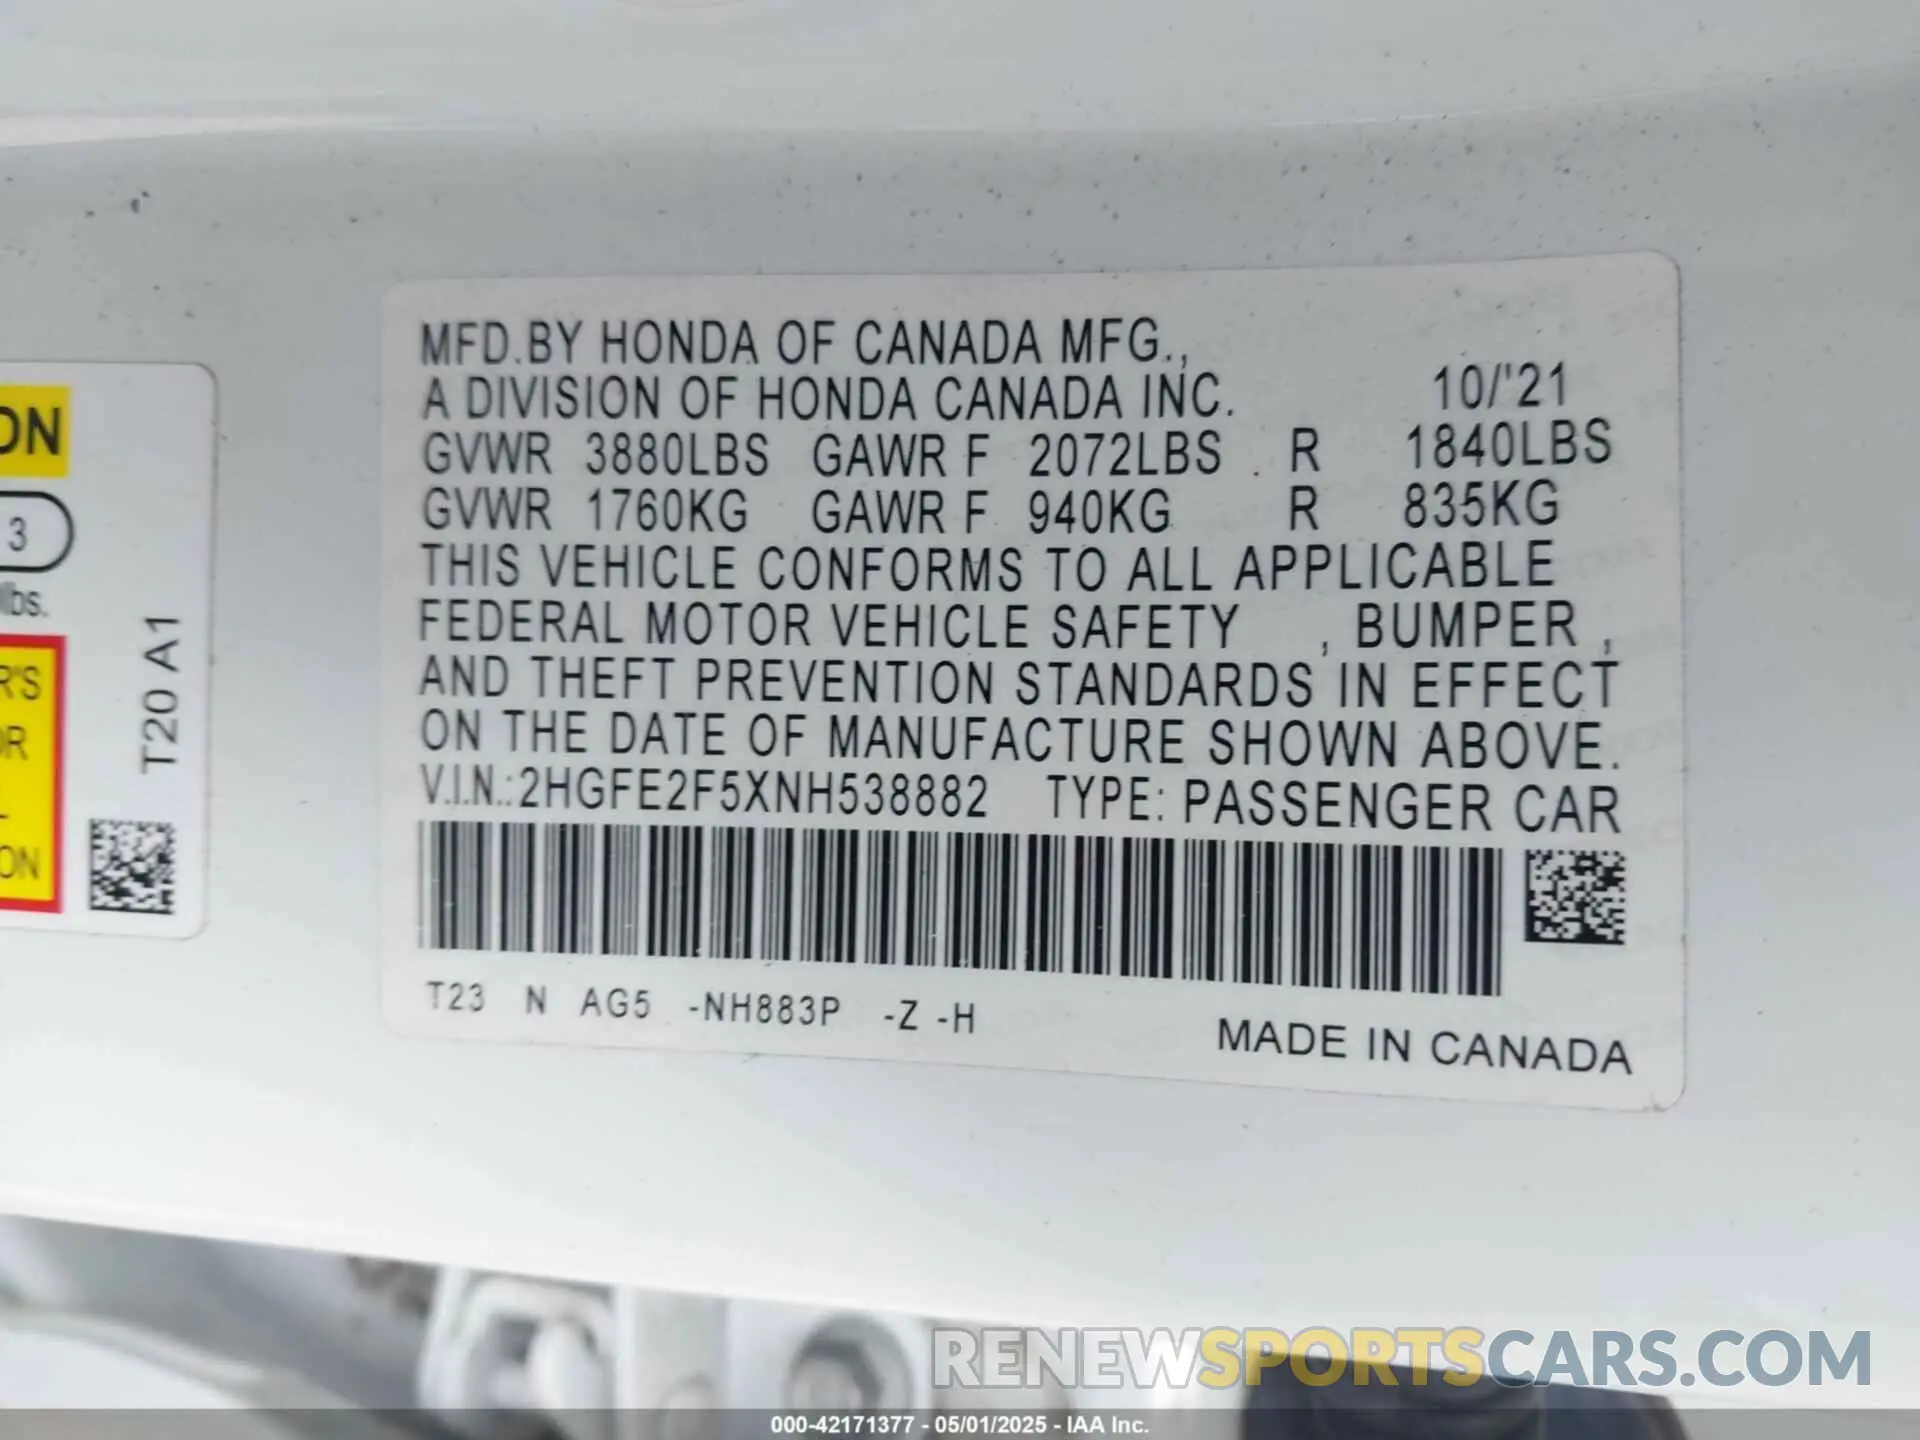 MFD.BY HONDA OF CANADA MFG.,
A DIVISION OF HONDA CANADA INC. 10/'21
GVWR 3880LBS GAWR F 2072LBS R 1840LBS
GVWR 1760KG GAWR F 940KG R 835KG
THIS VEHICLE CONFORMS TO ALL APPLICABLE
FEDERAL MOTOR VEHICLE SAFETY , BUMPER ,
AND THEFT PREVENTION STANDARDS IN EFFECT
ON THE DATE OF MANUFACTURE SHOWN ABOVE.
V.I.N.:2HGFE2F5XNH538882 TYPE: PASSENGER CAR
T23 N AG5 -NH883P -Z -H
MADE IN CANADA
ON
3
lbs.
R'S
OR
ON
T20 A1
RENEWSPORTSCARS.COM
000-42171377 - 05/01/2025 - IAA Inc.